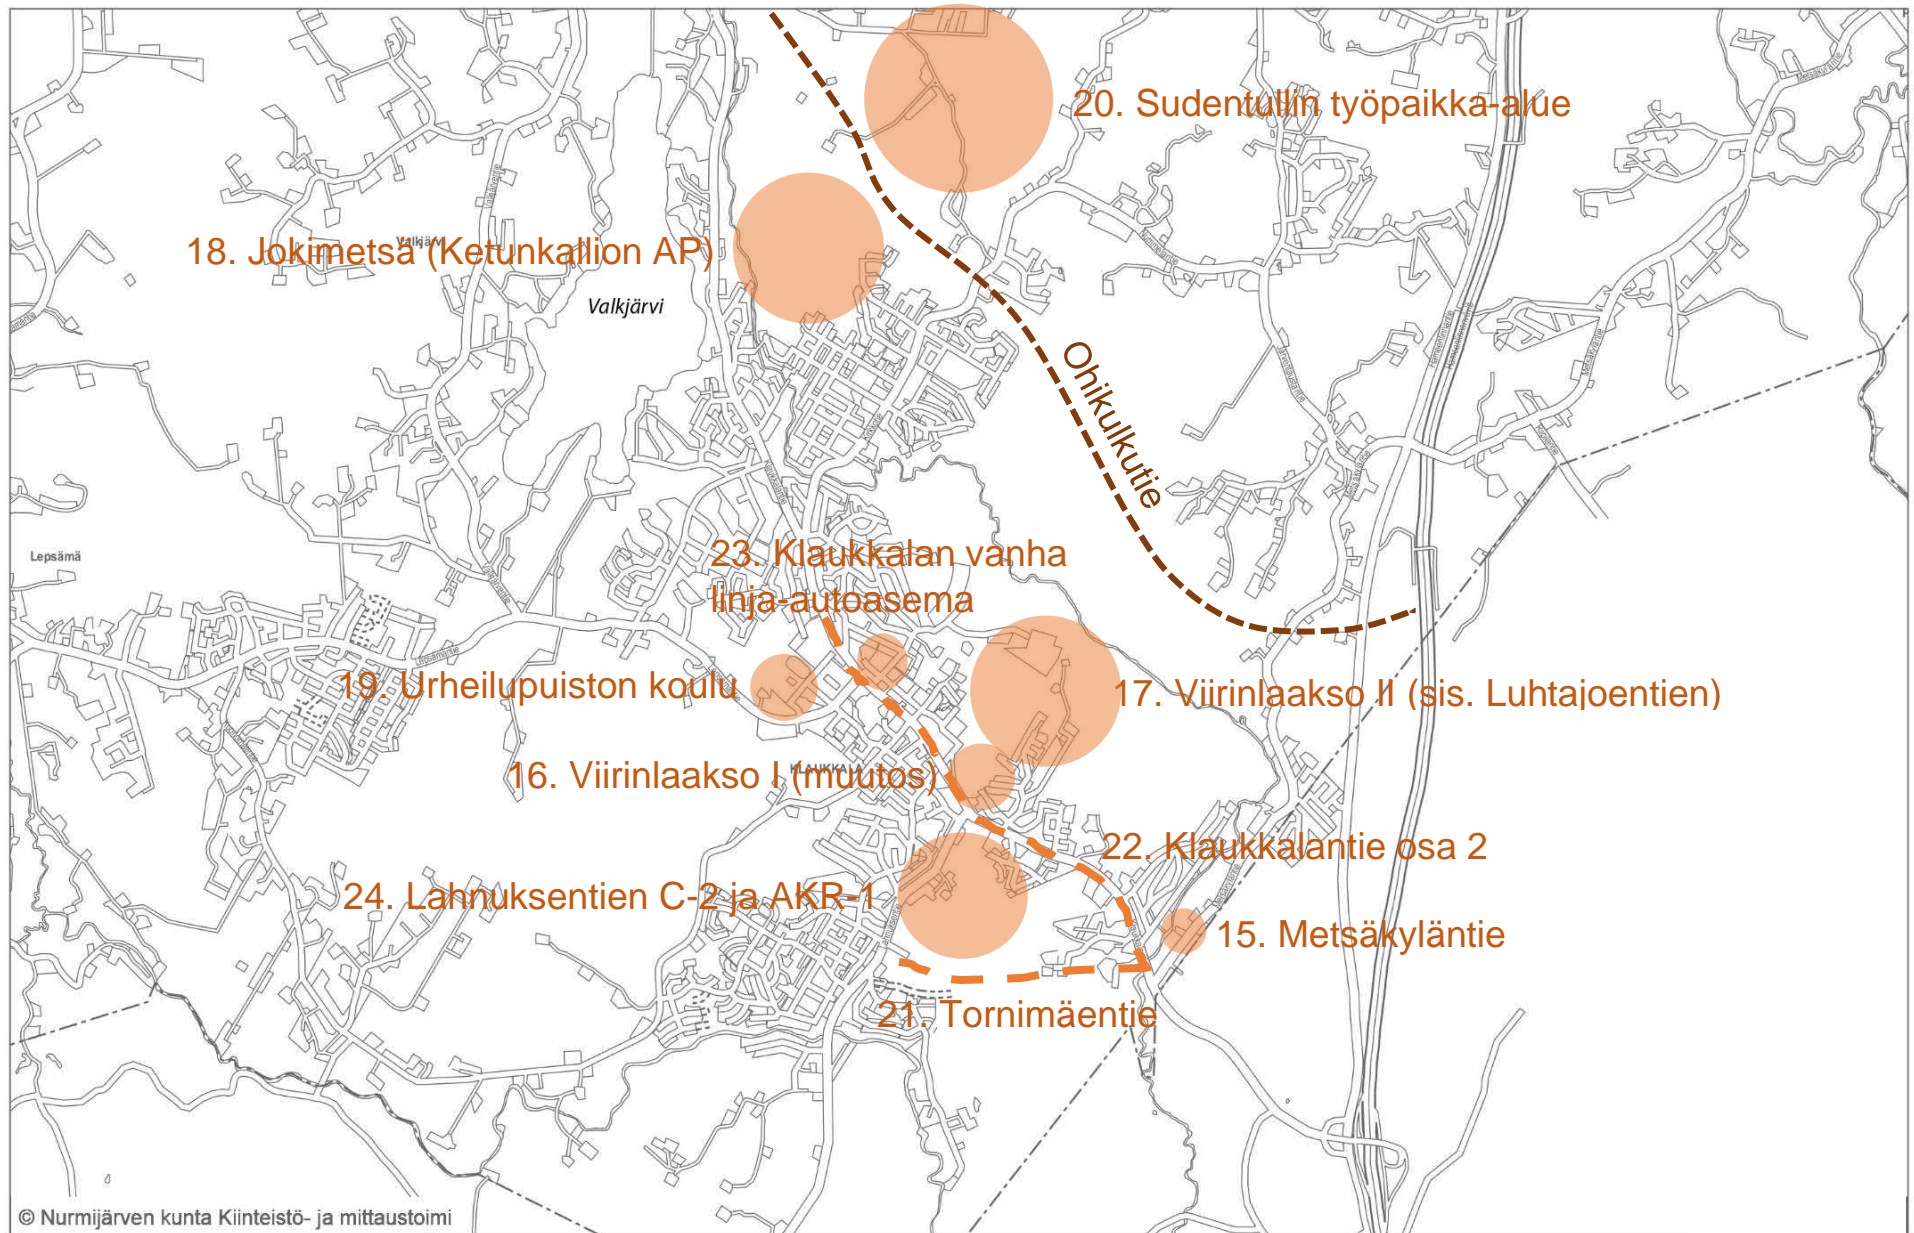 20. Sudentullin työpaikka-alue
18. Jokimetsä (Ketunkallion AP)
Valkjärvi
Ohikulkutie
Lepsämä
23. Klaukkalan vanha
linja-autoasema
19. Urheilupuiston koulu
17. Viirinlaakso II (sis. Luhtajoentien)
KLAUKKALA
16. Viirinlaakso I (muutos)
22. Klaukkalantie osa 2
24. Lahnuksentien C-2 ja AKR-1
15. Metsäkyläntie
21. Tornimäentie
© Nurmijärven kunta Kiinteistö- ja mittaustoimi